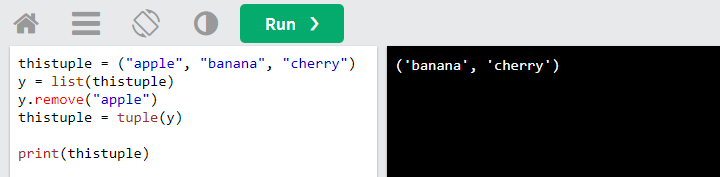 Run ❯
thistuple = ("apple", "banana", "cherry")
y = list(thistuple)
y.remove("apple")
thistuple = tuple(y)
print(thistuple)
('banana', 'cherry')